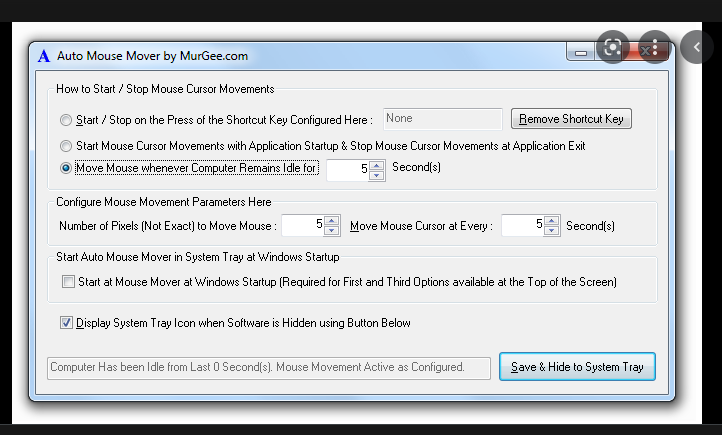 A Auto Mouse Mover by MurGee.com
How to Start / Stop Mouse Cursor Movements
Start / Stop on the Press of the Shortcut Key Configured Here : None Remove Shortcut Key
Start Mouse Cursor Movements with Application Startup & Stop Mouse Cursor Movements at Application Exit
Move Mouse whenever Computer Remains Idle for 5 Second(s)
Configure Mouse Movement Parameters Here
Number of Pixels (Not Exact) to Move Mouse : 5 Move Mouse Cursor at Every : 5 Second(s)
Start Auto Mouse Mover in System Tray at Windows Startup
Start at Mouse Mover at Windows Startup (Required for First and Third Options available at the Top of the Screen)
Display System Tray Icon when Software is Hidden using Button Below
Computer Has been Idle from Last 0 Second(s). Mouse Movement Active as Configured. Save & Hide to System Tray